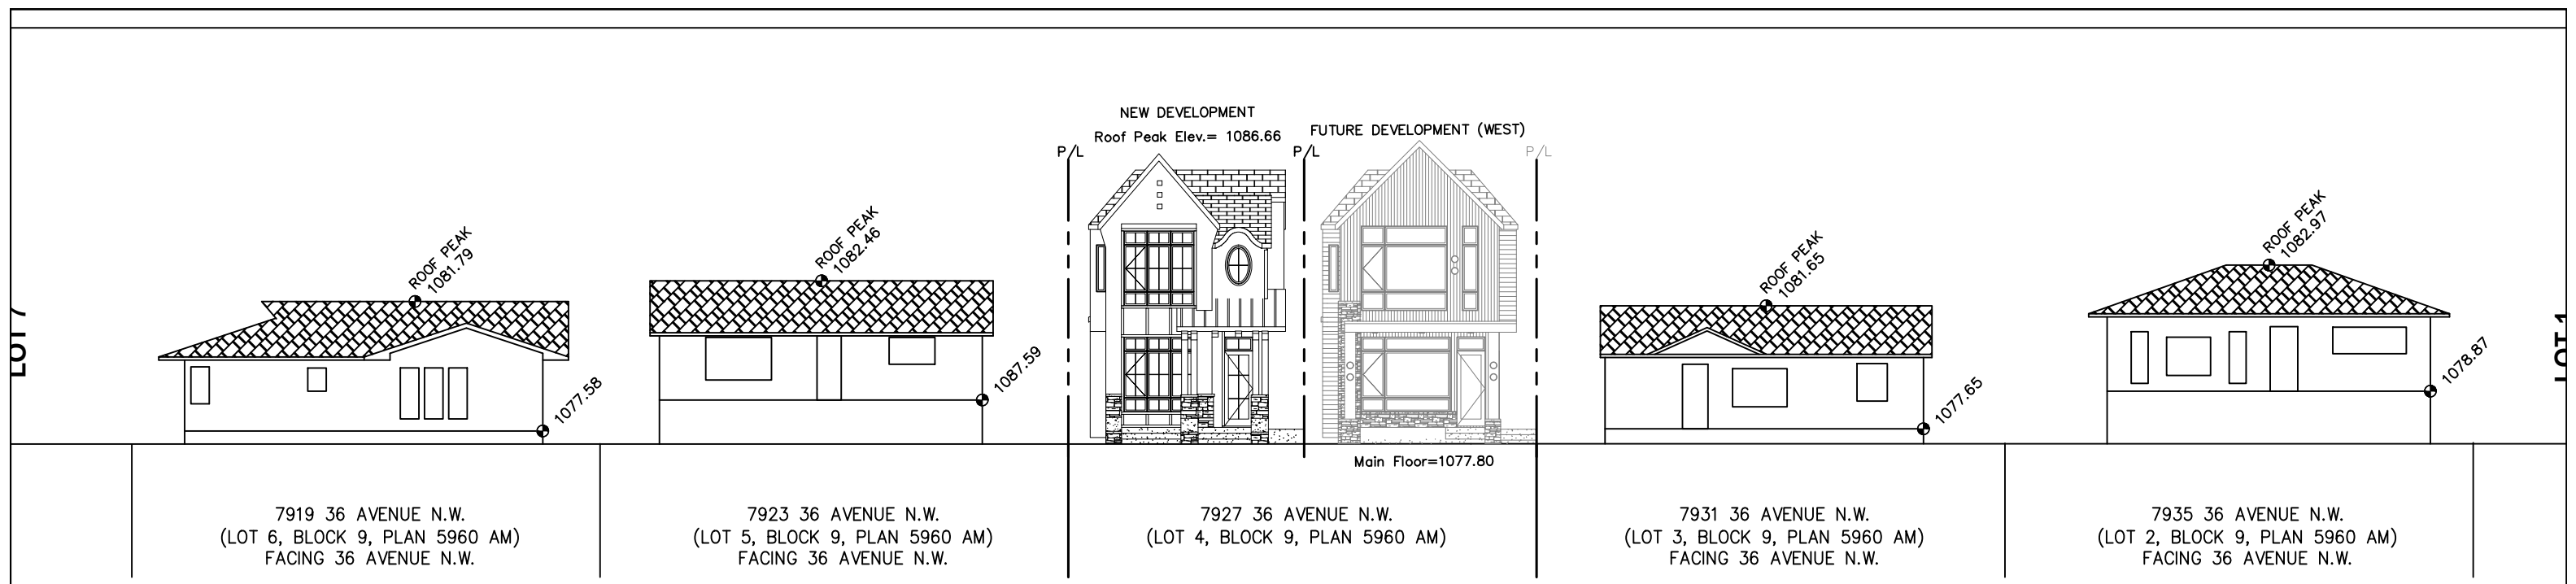 NEW DEVELOPMENT
Roof Peak Elev.= 1086.66
FUTURE DEVELOPMENT (WEST)
P/L
P/L
P/L
ROOF PEAK
1081.79
ROOF PEAK
1082.46
ROOF PEAK
1081.65
ROOF PEAK
1082.97
LOT 7
1077.58
1087.59
1077.65
1078.87
LOT 1
Main Floor=1077.80
7919 36 AVENUE N.W.
(LOT 6, BLOCK 9, PLAN 5960 AM)
FACING 36 AVENUE N.W.
7923 36 AVENUE N.W.
(LOT 5, BLOCK 9, PLAN 5960 AM)
FACING 36 AVENUE N.W.
7927 36 AVENUE N.W.
(LOT 4, BLOCK 9, PLAN 5960 AM)
7931 36 AVENUE N.W.
(LOT 3, BLOCK 9, PLAN 5960 AM)
FACING 36 AVENUE N.W.
7935 36 AVENUE N.W.
(LOT 2, BLOCK 9, PLAN 5960 AM)
FACING 36 AVENUE N.W.